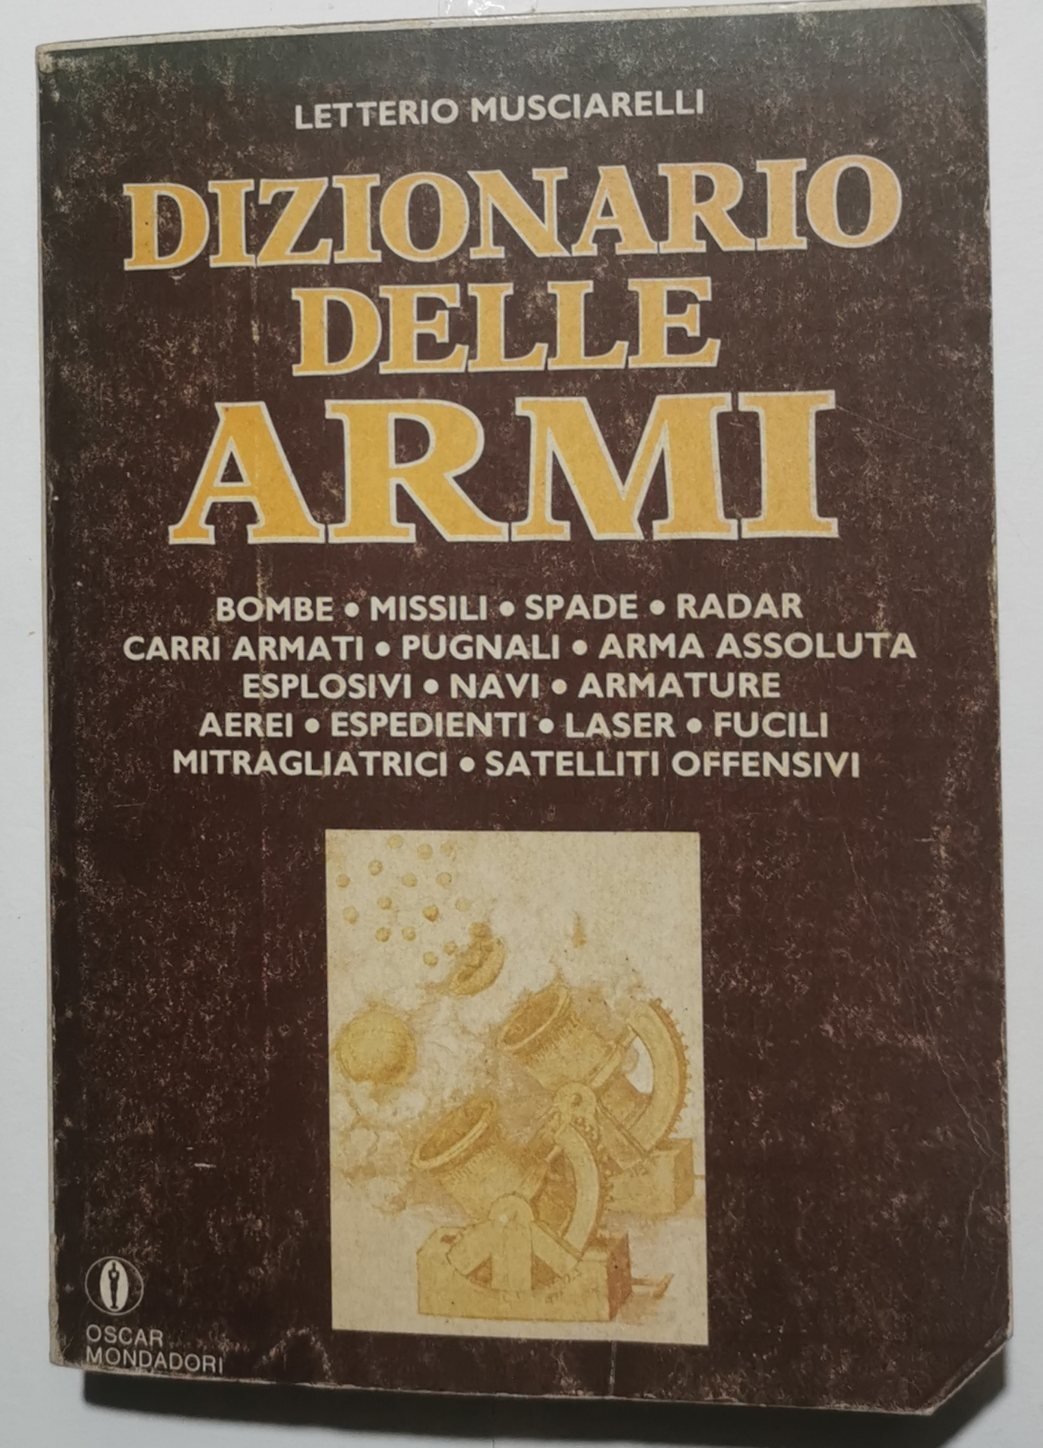 LETTERIO MUSCIARELLI
DIZIONARIO
DELLE
ARMI
BOMBE • MISSILI • SPADE • RADAR
CARRI ARMATI • PUGNALI • ARMA ASSOLUTA
ESPLOSIVI • NAVI • ARMATURE
AEREI • ESPEDIENTI • LASER • FUCILI
MITRAGLIATRICI • SATELLITI OFFENSIVI
OSCAR
MONDADORI